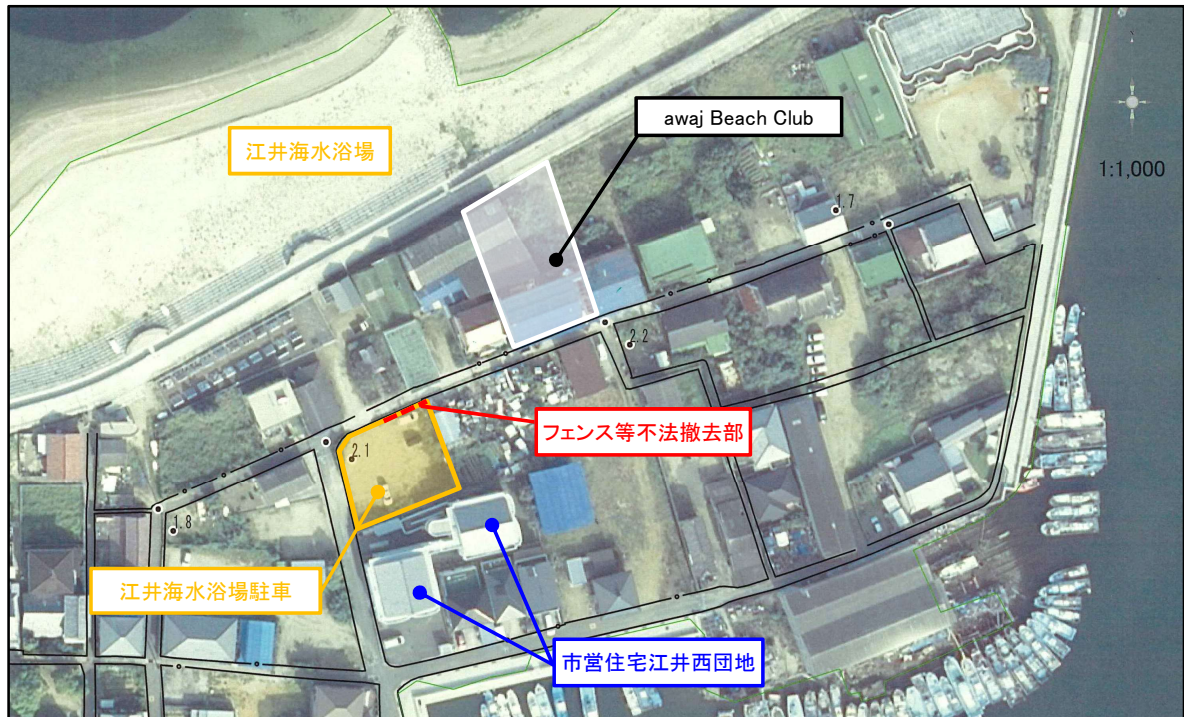 awaj Beach Club
江井海水浴場
1:1,000
1.7
2.2
フェンス等不法撤去部
2.1
1.8
江井海水浴場駐車
市営住宅江井西団地